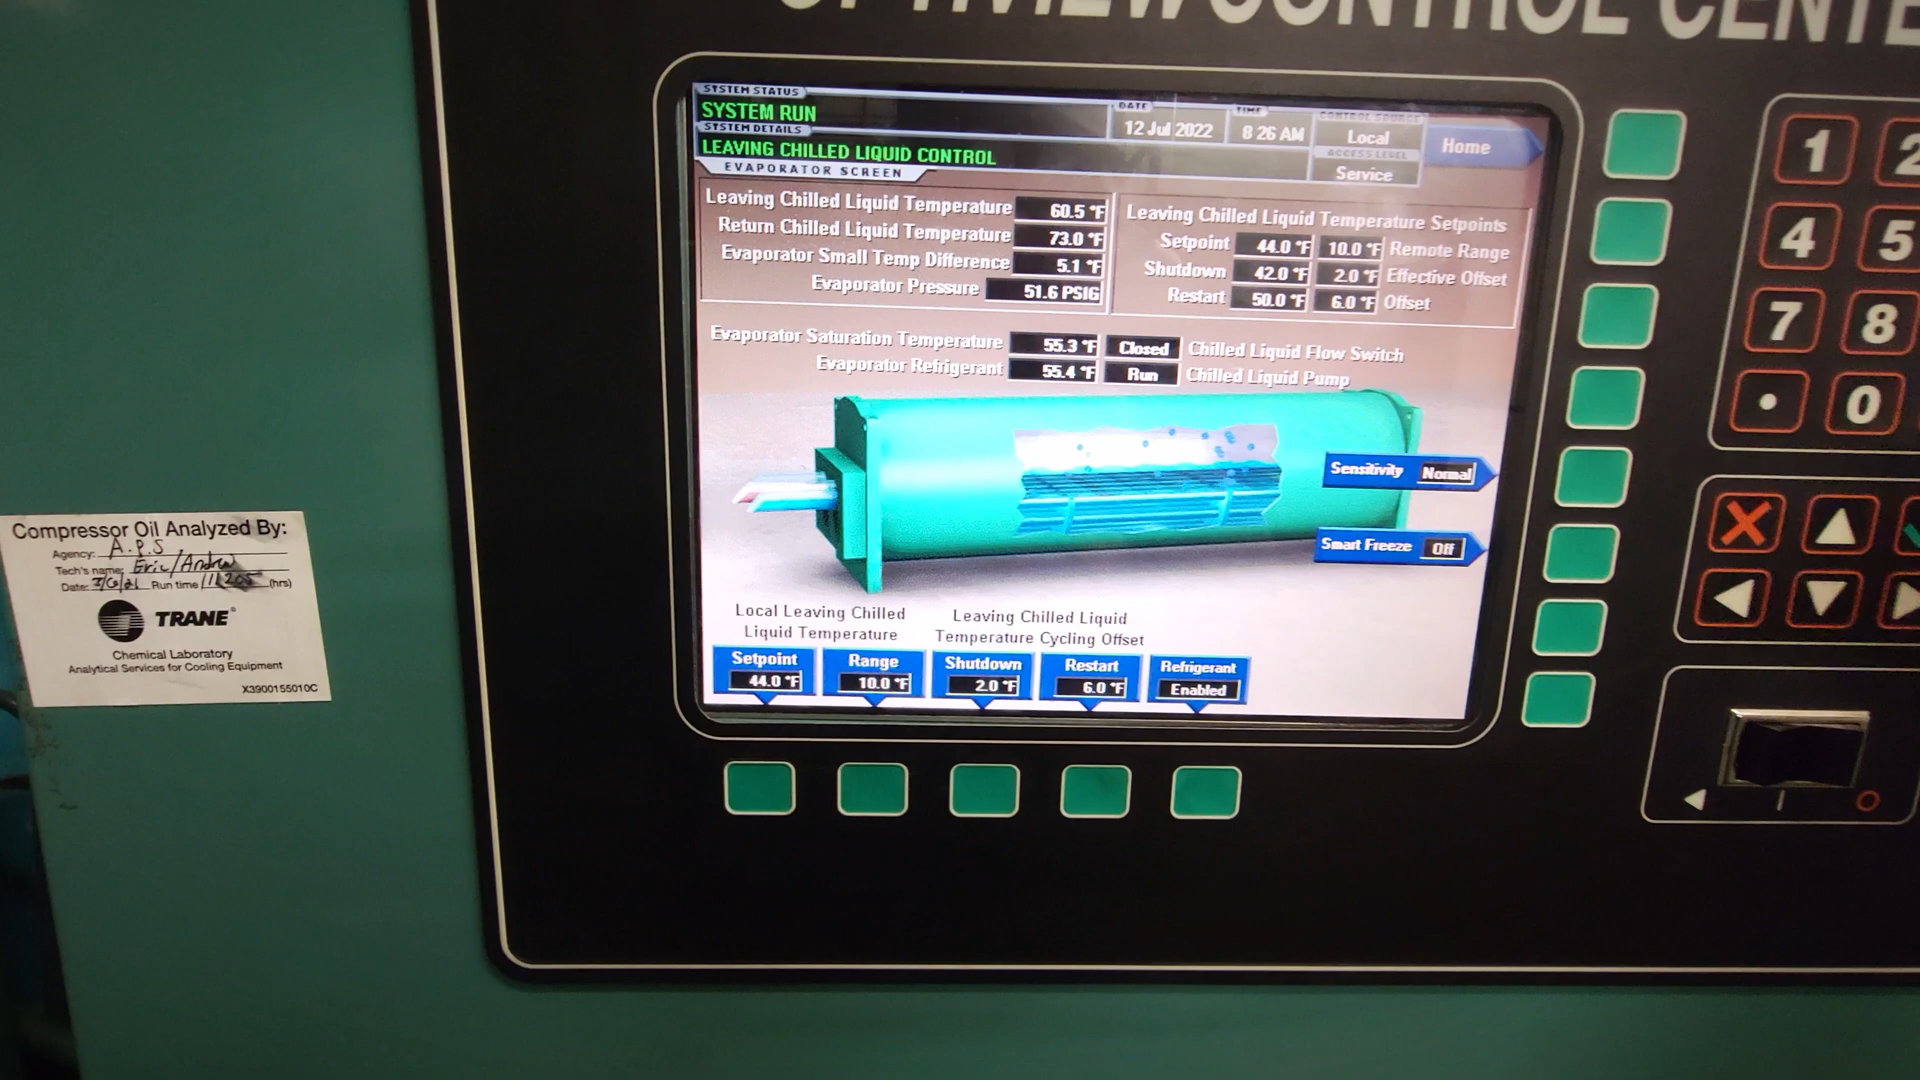 OPTIVIEW CONTROL CENTE
SYSTEM STATUS
SYSTEM RUN
SYSTEM DETAILS
LEAVING CHILLED LIQUID CONTROL
EVAPORATOR SCREEN
DATE
12 Jul 2022
TIME
8 26 AM
CONTROL SOURCE
Local
ACCESS LEVEL
Service
Home
Leaving Chilled Liquid Temperature 60.5 °F
Return Chilled Liquid Temperature 73.0 °F
Evaporator Small Temp Difference 5.1 °F
Evaporator Pressure 51.6 PSIG
Leaving Chilled Liquid Temperature Setpoints
Setpoint 44.0 °F 10.0 °F Remote Range
Shutdown 42.0 °F 2.0 °F Effective Offset
Restart 50.0 °F 6.0 °F Offset
Evaporator Saturation Temperature 55.3 °F Closed Chilled Liquid Flow Switch
Evaporator Refrigerant 55.4 °F Run Chilled Liquid Pump
Sensitivity Normal
Smart Freeze Off
Local Leaving Chilled
Liquid Temperature
Leaving Chilled Liquid
Temperature Cycling Offset
Setpoint
44.0 °F
Range
10.0 °F
Shutdown
2.0 °F
Restart
6.0 °F
Refrigerant
Enabled
1 2
4 5
7 8
. 0
Compressor Oil Analyzed By:
Agency: A.P.S
Tech's name: Eric/Andrew
Date: Run time (hrs)
TRANE®
Chemical Laboratory
Analytical Services for Cooling Equipment
X3900155010C